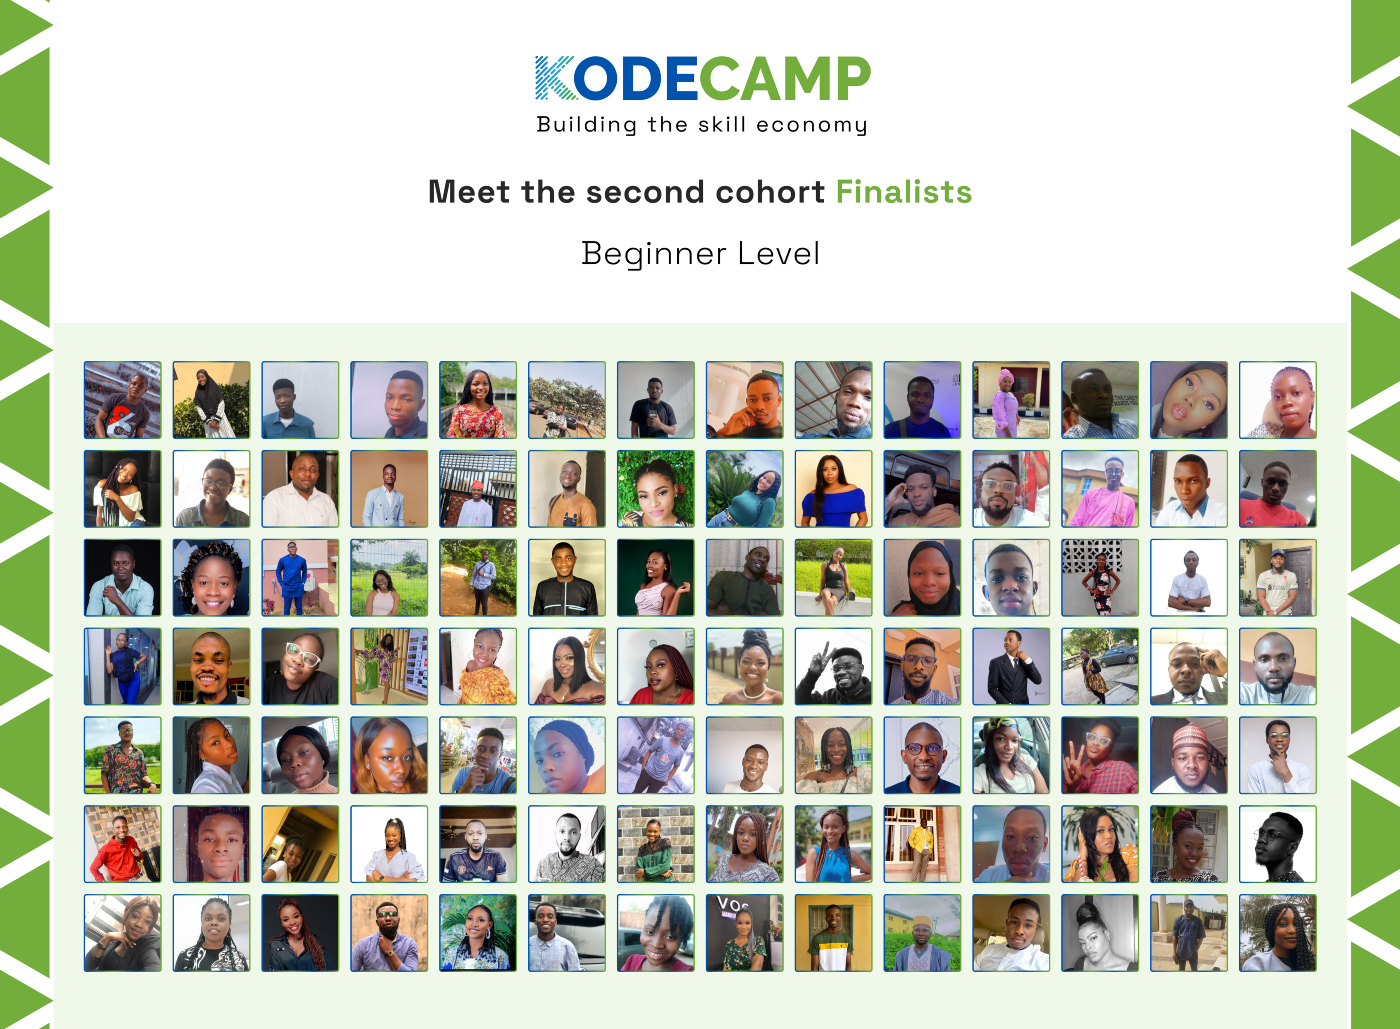 KODECAMP
Building the skill economy
Meet the second cohort Finalists
Beginner Level